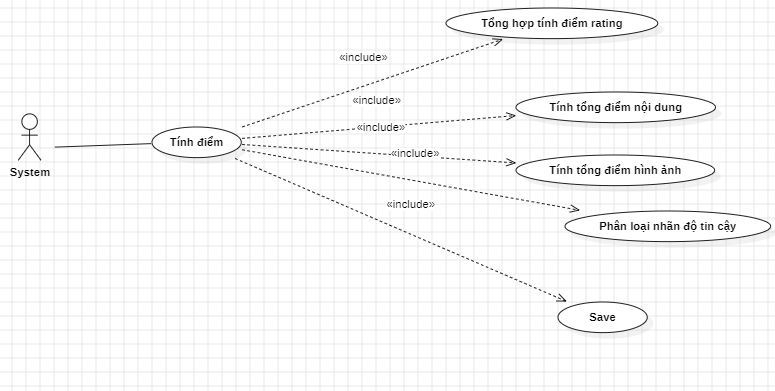 Tổng hợp tính điểm rating
«include»
«include»
Tính tổng điểm nội dung
«include»
Tính điểm
«include»
Tính tổng điểm hình ảnh
System
«include»
Phân loại nhãn độ tin cậy
Save